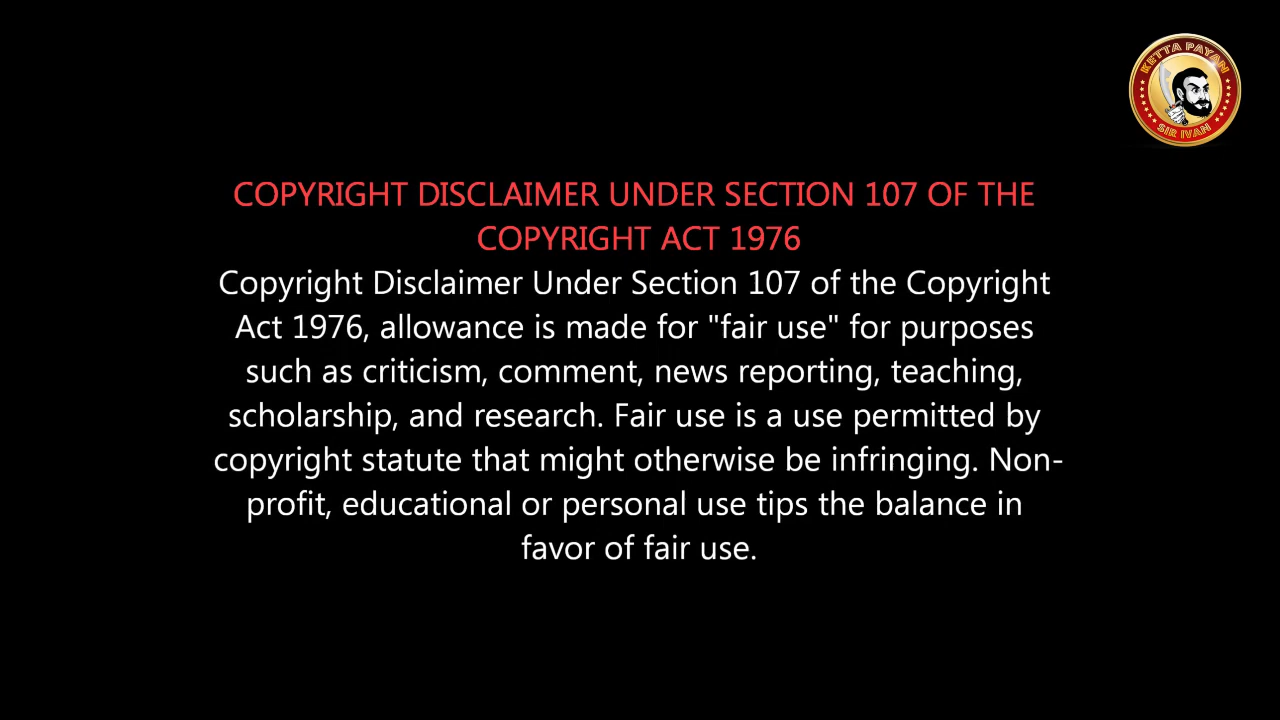 KETTA PAYAN
SIR IVAN
COPYRIGHT DISCLAIMER UNDER SECTION 107 OF THE
COPYRIGHT ACT 1976
Copyright Disclaimer Under Section 107 of the Copyright
Act 1976, allowance is made for "fair use" for purposes
such as criticism, comment, news reporting, teaching,
scholarship, and research. Fair use is a use permitted by
copyright statute that might otherwise be infringing. Non-
profit, educational or personal use tips the balance in
favor of fair use.